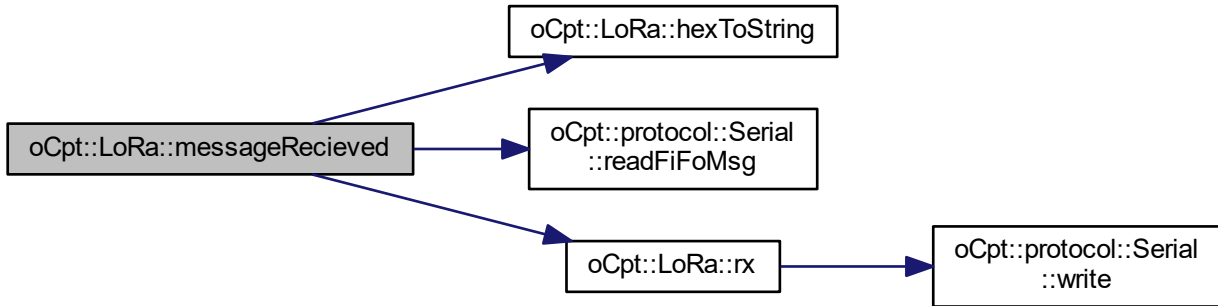 oCpt::LoRa::hexToString
oCpt::LoRa::messageRecieved
oCpt::protocol::Serial
::readFiFoMsg
oCpt::LoRa::rx
oCpt::protocol::Serial
::write